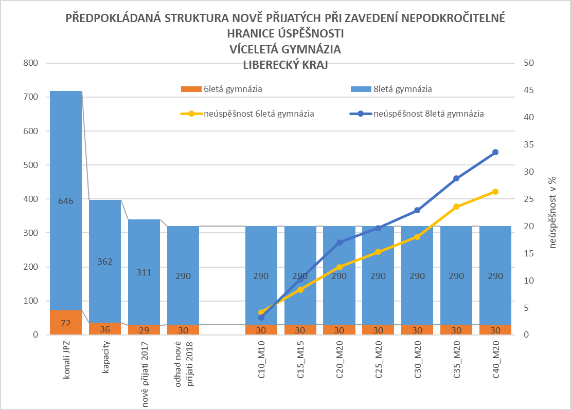 PŘEDPOKLÁDANÁ STRUKTURA NOVĚ PŘIJATÝCH PŘI ZAVEDENÍ NEPODKROČITELNÉ
HRANICE ÚSPĚŠNOSTI
VÍCELETÁ GYMNÁZIA
LIBERECKÝ KRAJ
6letá gymnázia
8letá gymnázia
neúspěšnost 6letá gymnázia
neúspěšnost 8letá gymnázia
800
700
600
500
400
300
200
100
0
50
45
40
35
30
25
20
15
10
5
0
neúspěšnost v %
646
362
311
290
290
290
290
290
290
290
290
72
36
29
30
30
30
30
30
30
30
30
konali JPZ
kapacity
nově přijatí 2017
odhad nově
přijatí 2018
C10_M10
C15_M15
C20_M20
C25_M20
C30_M20
C35_M20
C40_M20